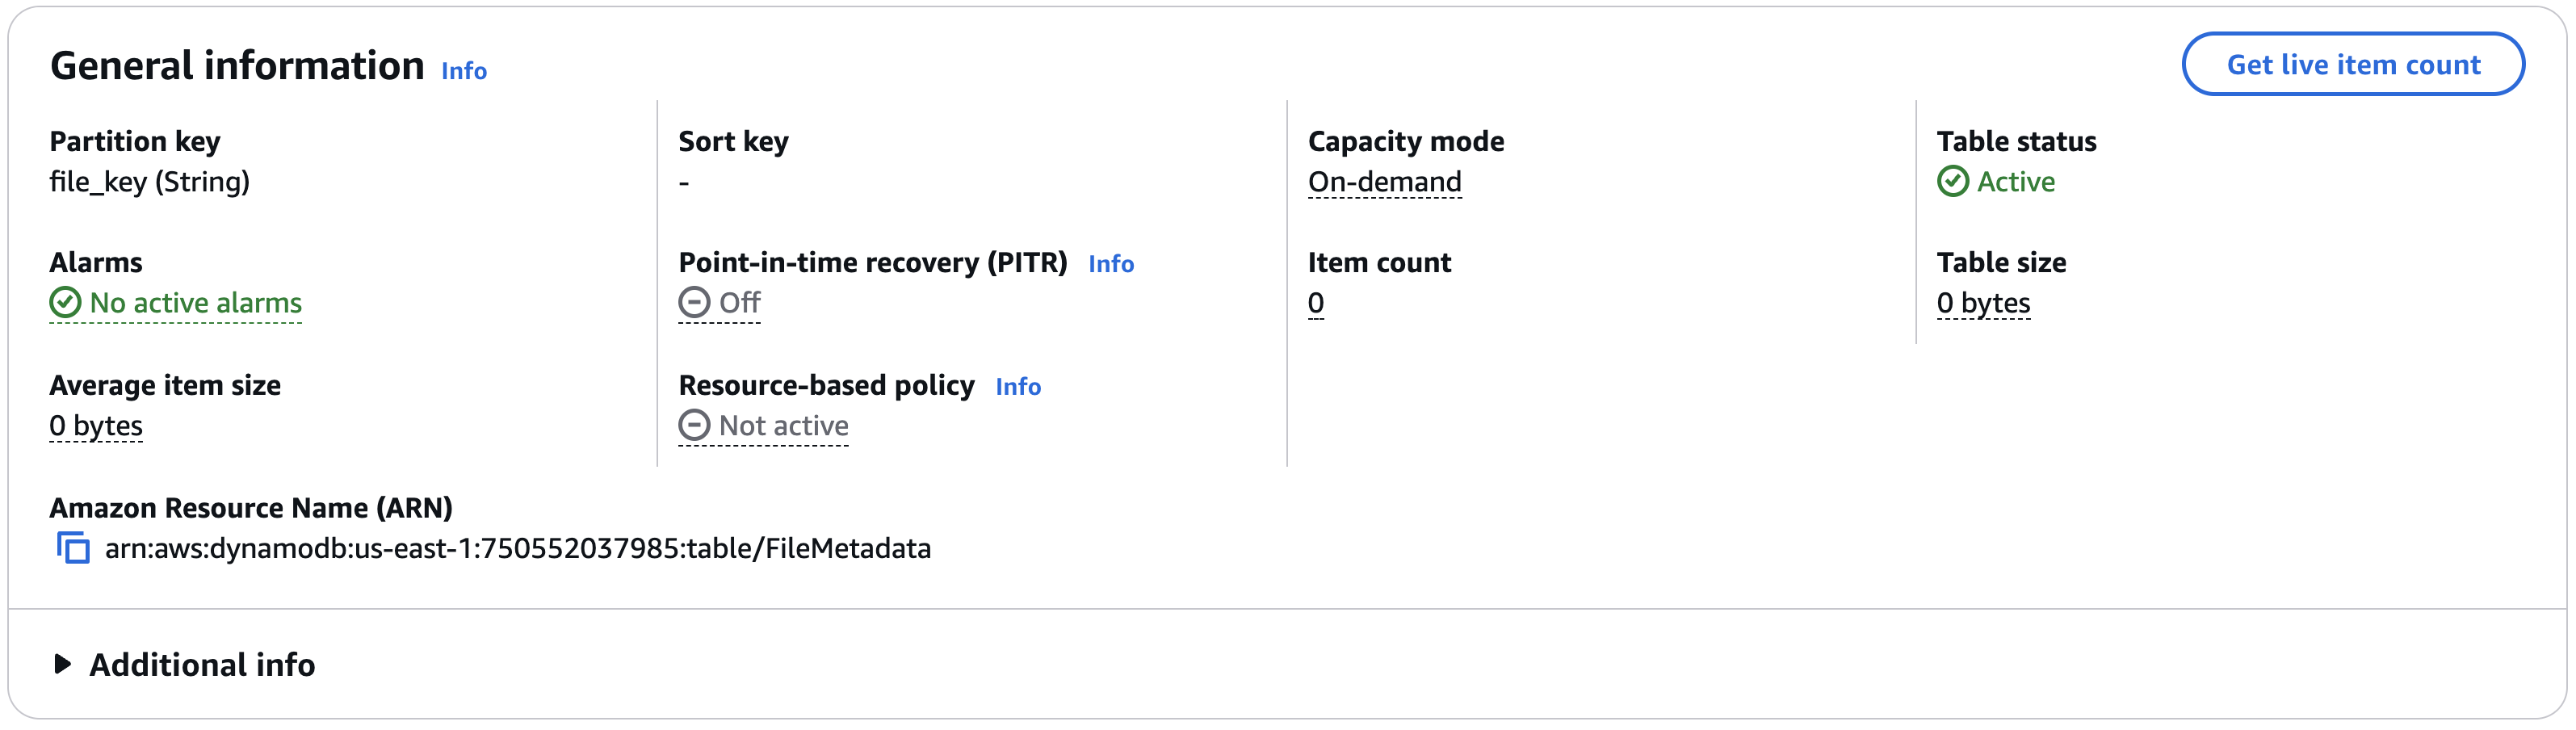 General information Info
Get live item count
Partition key
file_key (String)
Sort key
-
Capacity mode
On-demand
Table status
Active
Alarms
No active alarms
Point-in-time recovery (PITR) Info
Off
Item count
0
Table size
0 bytes
Average item size
0 bytes
Resource-based policy Info
Not active
Amazon Resource Name (ARN)
arn:aws:dynamodb:us-east-1:750552037985:table/FileMetadata
Additional info